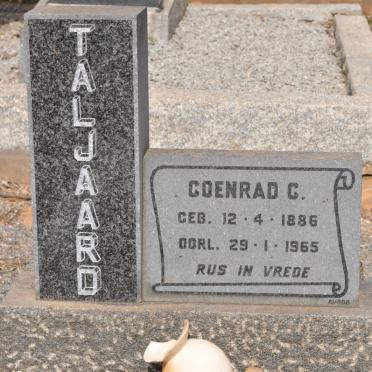 TALJAARD
COENRAD C.
GEB. 12·4·1886
OORL. 29·1·1965
RUS IN VREDE